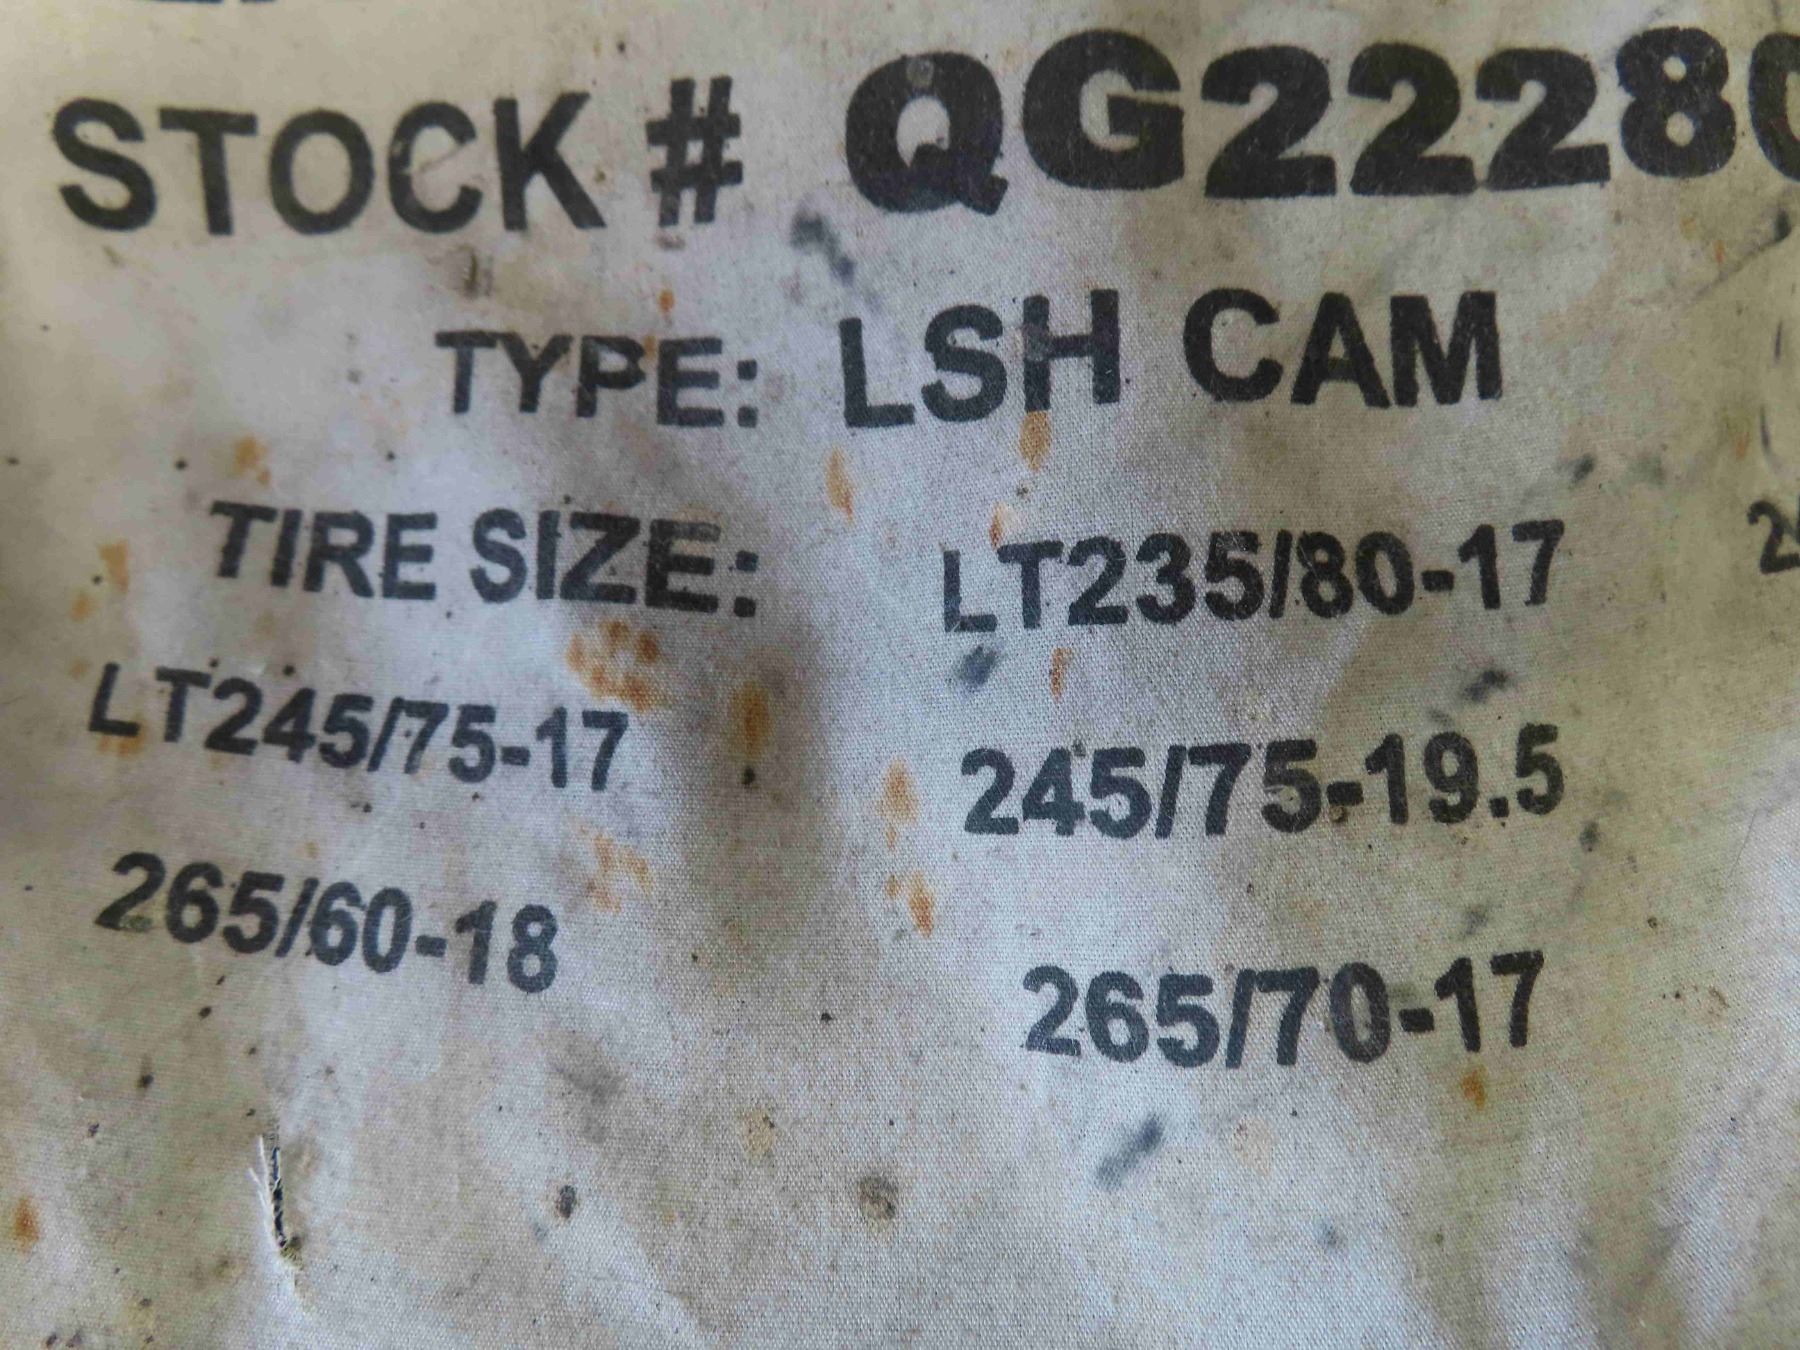 STOCK # QG22280
TYPE: LSH CAM
TIRE SIZE: LT235/80-17
LT245/75-17 245/75-19.5
265/60-18 265/70-17